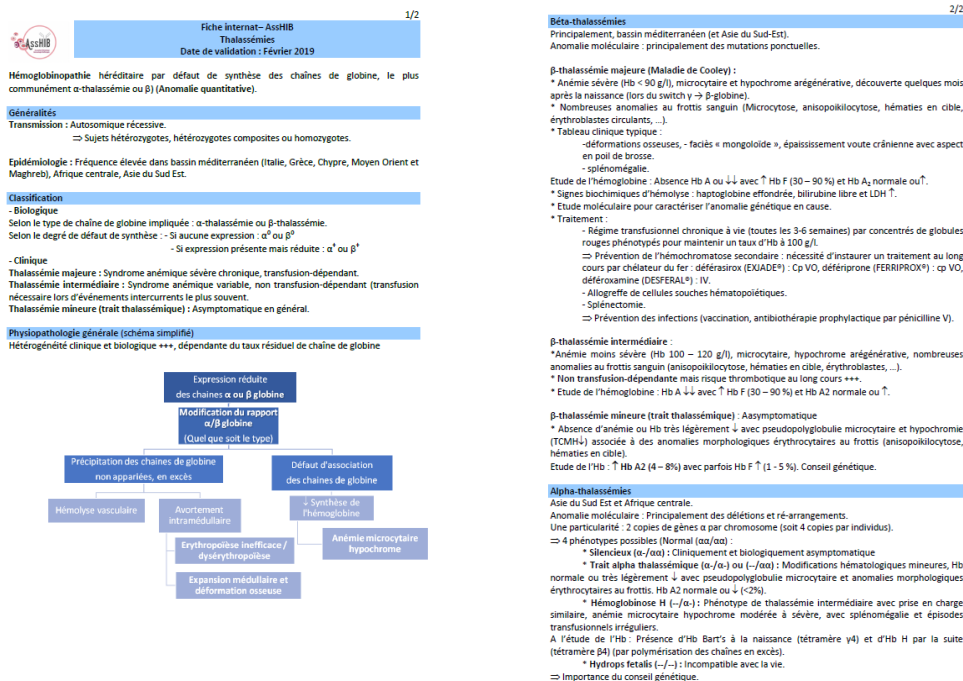 1/2
AssHIB
Fiche internat– AssHIB
Thalassémies
Date de validation : Février 2019
Hémoglobinopathie héréditaire par défaut de synthèse des chaînes de globine, le plus
communément α-thalassémie ou β) (Anomalie quantitative).
Généralités
Transmission : Autosomique récessive.
⇒ Sujets hétérozygotes, hétérozygotes composites ou homozygotes.
Epidémiologie : Fréquence élevée dans bassin méditerranéen (Italie, Grèce, Chypre, Moyen Orient et
Maghreb), Afrique centrale, Asie du Sud Est.
Classification
- Biologique
Selon le type de chaîne de globine impliquée : α-thalassémie ou β-thalassémie.
Selon le degré de défaut de synthèse : - Si aucune expression : α⁰ ou β⁰
- Si expression présente mais réduite : α⁺ ou β⁺
- Clinique
Thalassémie majeure : Syndrome anémique sévère chronique, transfusion-dépendant.
Thalassémie intermédiaire : Syndrome anémique variable, non transfusion-dépendant (transfusion
nécessaire lors d'événements intercurrents le plus souvent.
Thalassémie mineure (trait thalassémique) : Asymptomatique en général.
Physiopathologie générale (schéma simplifié)
Hétérogénéité clinique et biologique +++, dépendante du taux résiduel de chaîne de globine
Expression réduite
des chaines α ou β globine
Modification du rapport
α/β globine
(Quel que soit le type)
Précipitation des chaines de globine
non appariées, en excès
Défaut d'association
des chaines de globine
Hémolyse vasculaire
Avortement
intramédullaire
↓ Synthèse de
l'hémoglobine
Erythropoïèse inefficace /
dysérythropoïèse
Anémie microcytaire
hypochrome
Expansion médullaire et
déformation osseuse
2/2
Béta-thalassémies
Principalement, bassin méditerranéen (et Asie du Sud-Est).
Anomalie moléculaire : principalement des mutations ponctuelles.
β-thalassémie majeure (Maladie de Cooley) :
* Anémie sévère (Hb < 90 g/l), microcytaire et hypochrome arégénérative, découverte quelques mois
après la naissance (lors du switch γ → β-globine).
* Nombreuses anomalies au frottis sanguin (Microcytose, anisopoikilocytose, hématies en cible,
érythroblastes circulants, ...).
* Tableau clinique typique :
-déformations osseuses, - faciès « mongoloïde », épaississement voute crânienne avec aspect
en poil de brosse.
- splénomégalie.
Etude de l'hémoglobine : Absence Hb A ou ↓↓ avec ↑ Hb F (30 – 90 %) et Hb A₂ normale ou↑.
* Signes biochimiques d'hémolyse : haptoglobine effondrée, bilirubine libre et LDH ↑.
* Etude moléculaire pour caractériser l'anomalie génétique en cause.
* Traitement :
- Régime transfusionnel chronique à vie (toutes les 3-6 semaines) par concentrés de globules
rouges phénotypés pour maintenir un taux d'Hb à 100 g/l.
⇒ Prévention de l'hémochromatose secondaire : nécessité d'instaurer un traitement au long
cours par chélateur du fer : déférasirox (EXJADE®) : Cp VO, défériprone (FERRIPROX®) : cp VO,
déféroxamine (DESFERAL®) : IV.
- Allogreffe de cellules souches hématopoïétiques.
- Splénectomie.
⇒ Prévention des infections (vaccination, antibiothérapie prophylactique par pénicilline V).
β-thalassémie intermédiaire :
*Anémie moins sévère (Hb 100 – 120 g/l), microcytaire, hypochrome arégénérative, nombreuses
anomalies au frottis sanguin (anisopoikilocytose, hématies en cible, érythroblastes, ...).
* Non transfusion-dépendante mais risque thrombotique au long cours +++.
* Etude de l'hémoglobine : Hb A ↓↓ avec ↑ Hb F (30 – 90 %) et Hb A2 normale ou ↑.
β-thalassémie mineure (trait thalassémique) : Aasymptomatique
* Absence d'anémie ou Hb très légèrement ↓ avec pseudopolyglobulie microcytaire et hypochromie
(TCMH↓) associée à des anomalies morphologiques érythrocytaires au frottis (anisopoikilocytose,
hématies en cible).
Etude de l'Hb : ↑ Hb A2 (4 – 8%) avec parfois Hb F ↑ (1 - 5 %). Conseil génétique.
Alpha-thalassémies
Asie du Sud Est et Afrique centrale.
Anomalie moléculaire : Principalement des délétions et ré-arrangements.
Une particularité : 2 copies de gènes α par chromosome (soit 4 copies par individus).
⇒ 4 phénotypes possibles (Normal (αα/αα) :
* Silencieux (α-/αα) : Cliniquement et biologiquement asymptomatique
* Trait alpha thalassémique (α-/α-) ou (--/αα) : Modifications hématologiques mineures, Hb
normale ou très légèrement ↓ avec pseudopolyglobulie microcytaire et anomalies morphologiques
érythrocytaires au frottis. Hb A2 normale ou ↓ (<2%).
* Hémoglobinose H (--/α-) : Phénotype de thalassémie intermédiaire avec prise en charge
similaire, anémie microcytaire hypochrome modérée à sévère, avec splénomégalie et épisodes
transfusionnels irréguliers.
A l'étude de l'Hb : Présence d'Hb Bart's à la naissance (tétramère γ4) et d'Hb H par la suite
(tétramère β4) (par polymérisation des chaînes en excès).
* Hydrops fetalis (--/--) : Incompatible avec la vie.
⇒ Importance du conseil génétique.